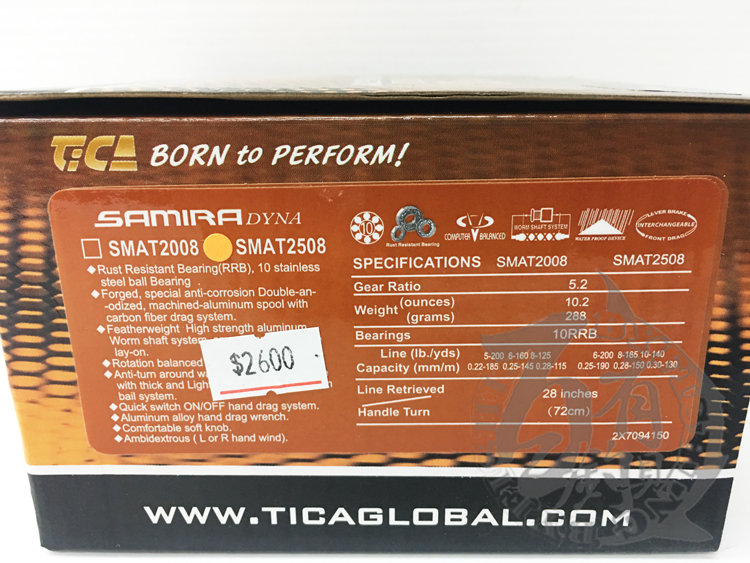 TiCA BORN to PERFORM!
SAMIRA DYNA
SMAT2008 SMAT2508
Rust Resistant Bearing(RRB), 10 stainless
steel ball Bearing .
Forged, special anti-corrosion Double-an-
-odized, machined-aluminum spool with
carbon fiber drag system.
Featherweight High strength aluminum
Worm shaft system
lay-on.
Rotation balanced
Anti-turn around
with thick and Light
bail system.
Quick switch ON/OFF hand drag system.
Aluminum alloy hand drag wrench.
Comfortable soft knob.
Ambidextrous ( L or R hand wind).
$2600
10
Rust Resistant Bearing
COMPUTER BALANCED
WORM SHAFT SYSTEM
WATER PROOF DEVICE
LEVER BRAKE
INTERCHANGEABLE
FRONT DRAG
SPECIFICATIONS SMAT2008 SMAT2508
Gear Ratio 5.2
Weight (ounces) 10.2
(grams) 288
Bearings 10RRB
Line (lb./yds) 5-200 6-160 8-125 6-200 8-165 10-140
Capacity (mm/m) 0.22-185 0.25-145 0.28-115 0.25-190 0.28-150 0.30-130
Line Retrieved 28 inches
Handle Turn (72cm)
2X7094150
WWW.TICAGLOBAL.COM